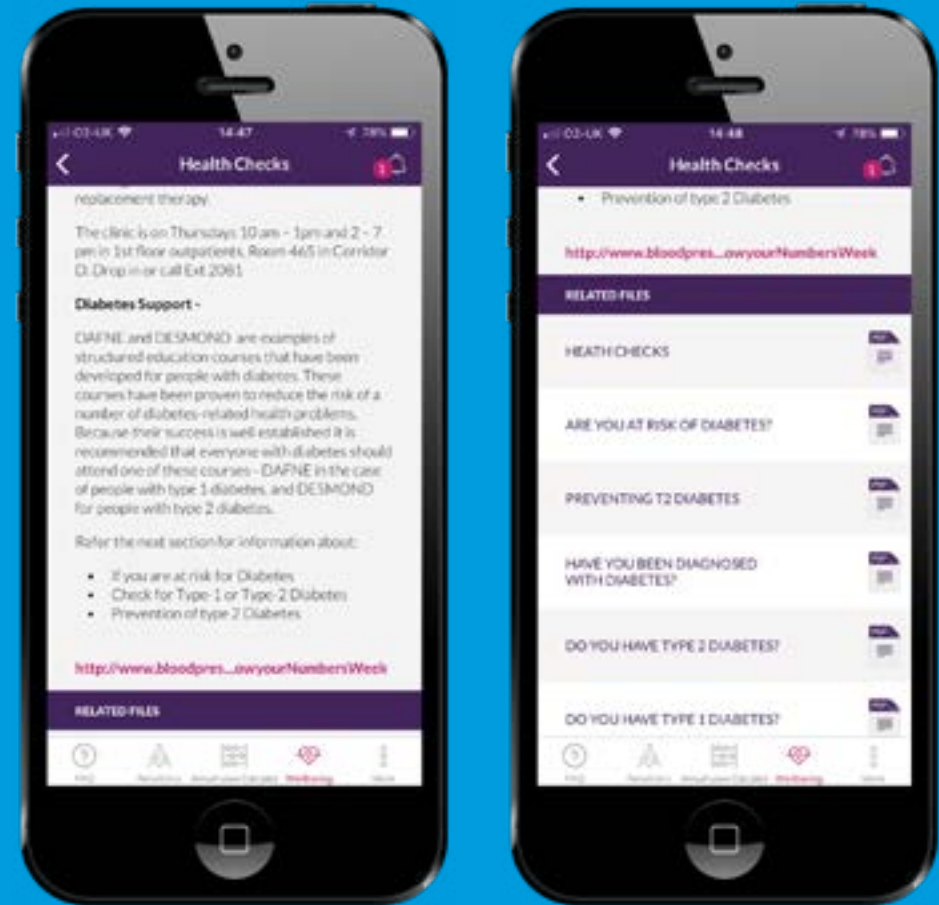 O2-UK 14:47 78%
Health Checks
1
replacement therapy.
The clinic is on Thursdays 10 am - 1pm and 2 - 7
pm in 1st floor outpatients, Room 465 in Corridor
D. Drop in or call Ext 2081
Diabetes Support -
DAFNE and DESMOND are examples of
structured education courses that have been
developed for people with diabetes. These
courses have been proven to reduce the risk of a
number of diabetes-related health problems.
Because their success is well established it is
recommended that everyone with diabetes should
attend one of these courses - DAFNE in the case
of people with type 1 diabetes, and DESMOND
for people with type 2 diabetes.
Refer the next section for information about:
• If you are at risk for Diabetes
• Check for Type-1 or Type-2 Diabetes
• Prevention of type 2 Diabetes
http://www.bloodpres...owyourNumbersWeek
RELATED FILES
FAQ Wellbeing More
O2-UK 14:48 78%
Health Checks
1
• Prevention of type 2 Diabetes
http://www.bloodpres...owyourNumbersWeek
RELATED FILES
HEATH CHECKS
ARE YOU AT RISK OF DIABETES?
PREVENTING T2 DIABETES
HAVE YOU BEEN DIAGNOSED
WITH DIABETES?
DO YOU HAVE TYPE 2 DIABETES?
DO YOU HAVE TYPE 1 DIABETES?
FAQ Wellbeing More